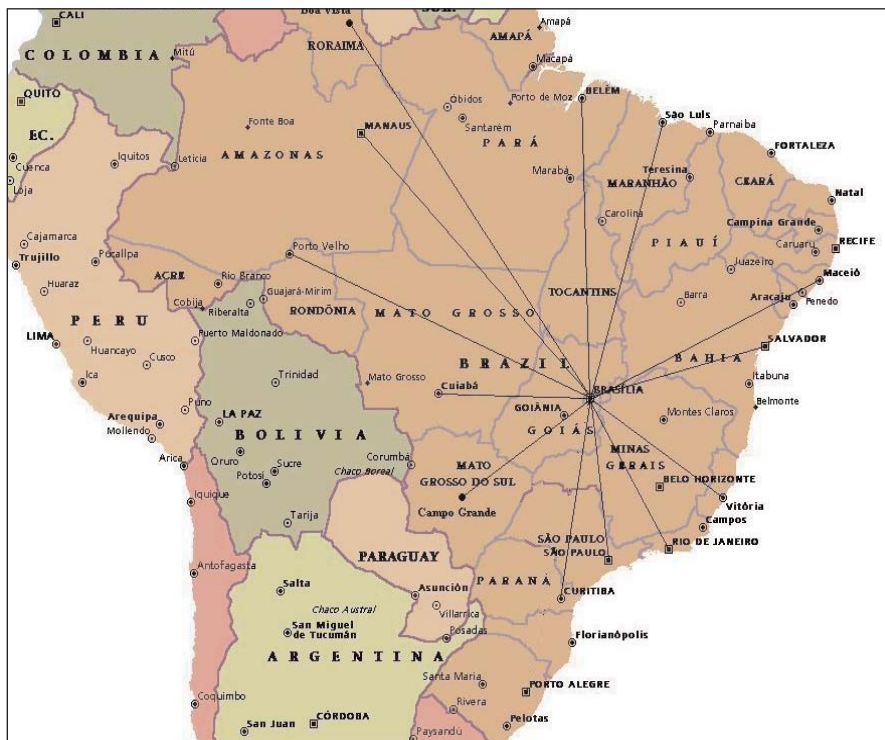 CALI
Boa Vista
SUR.
Amapá
AMAPÁ
RORAIMA
COLOMBIA
Mitú
Macapá
QUITO
Óbidos
Porto de Moz
BELÉM
São Luís
Fonte Boa
MANAUS
Santarém
Parnaiba
EC.
AMAZONAS
PARÁ
FORTALEZA
Cuenca
Iquitos
Leticia
Marabá
Teresina
MARANHÃO
CEARÁ
Loja
Natal
Carolina
Campina Grande
Cajamarca
PIAUÍ
Caruaru
RECIFE
Trujillo
Pucallpa
Porto Velho
Juazeiro
ACRE
Rio Branco
Maceió
Huaraz
Cobija
Guajará-Mirim
TOCANTINS
Barra
Aracaju
Penedo
PERU
Riberalta
RONDÔNIA
MATO GROSSO
LIMA
Puerto Maldonado
SALVADOR
Huancayo
BAHIA
Cusco
BRAZIL
Ica
Trinidad
Mato Grosso
Cuiabá
BRASÍLIA
Itabuna
Puno
GOIÂNIA
Montes Claros
Belmonte
Arequipa
LA PAZ
GOIÁS
Mollendo
BOLIVIA
MINAS
GERAIS
Arica
Oruro
Sucre
Chaco Boreal
Corumbá
MATO
GROSSO DO SUL
Potosí
BELO HORIZONTE
Iquique
Campo Grande
Vitória
Tarija
Campos
SÃO PAULO
SÃO PAULO
RIO DE JANEIRO
PARAGUAY
Antofagasta
PARANÁ
Salta
Asunción
CURITIBA
Chaco Austral
Villarrica
San Miguel
de Tucumán
Posadas
Florianópolis
ARGENTINA
Santa Maria
PORTO ALEGRE
Coquimbo
Rivera
San Juan
CÓRDOBA
Paysandú
Pelotas